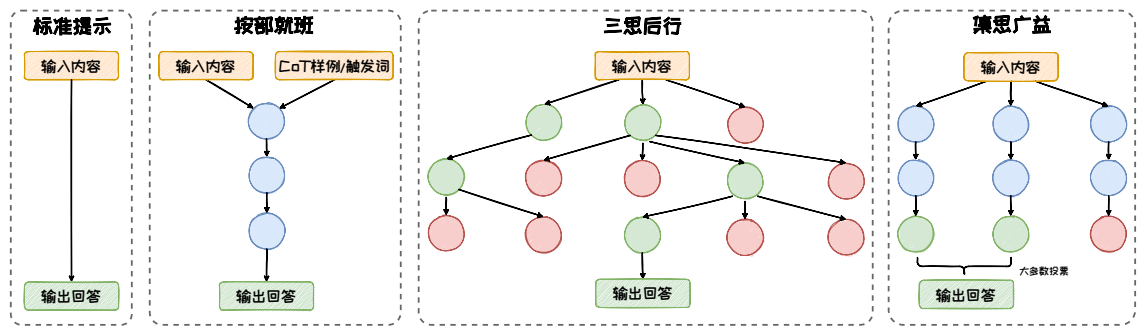 标准提示
输入内容
输出回答
按部就班
输入内容
CoT样例/触发词
输出回答
三思后行
输入内容
输出回答
集思广益
输入内容
大多数投票
输出回答